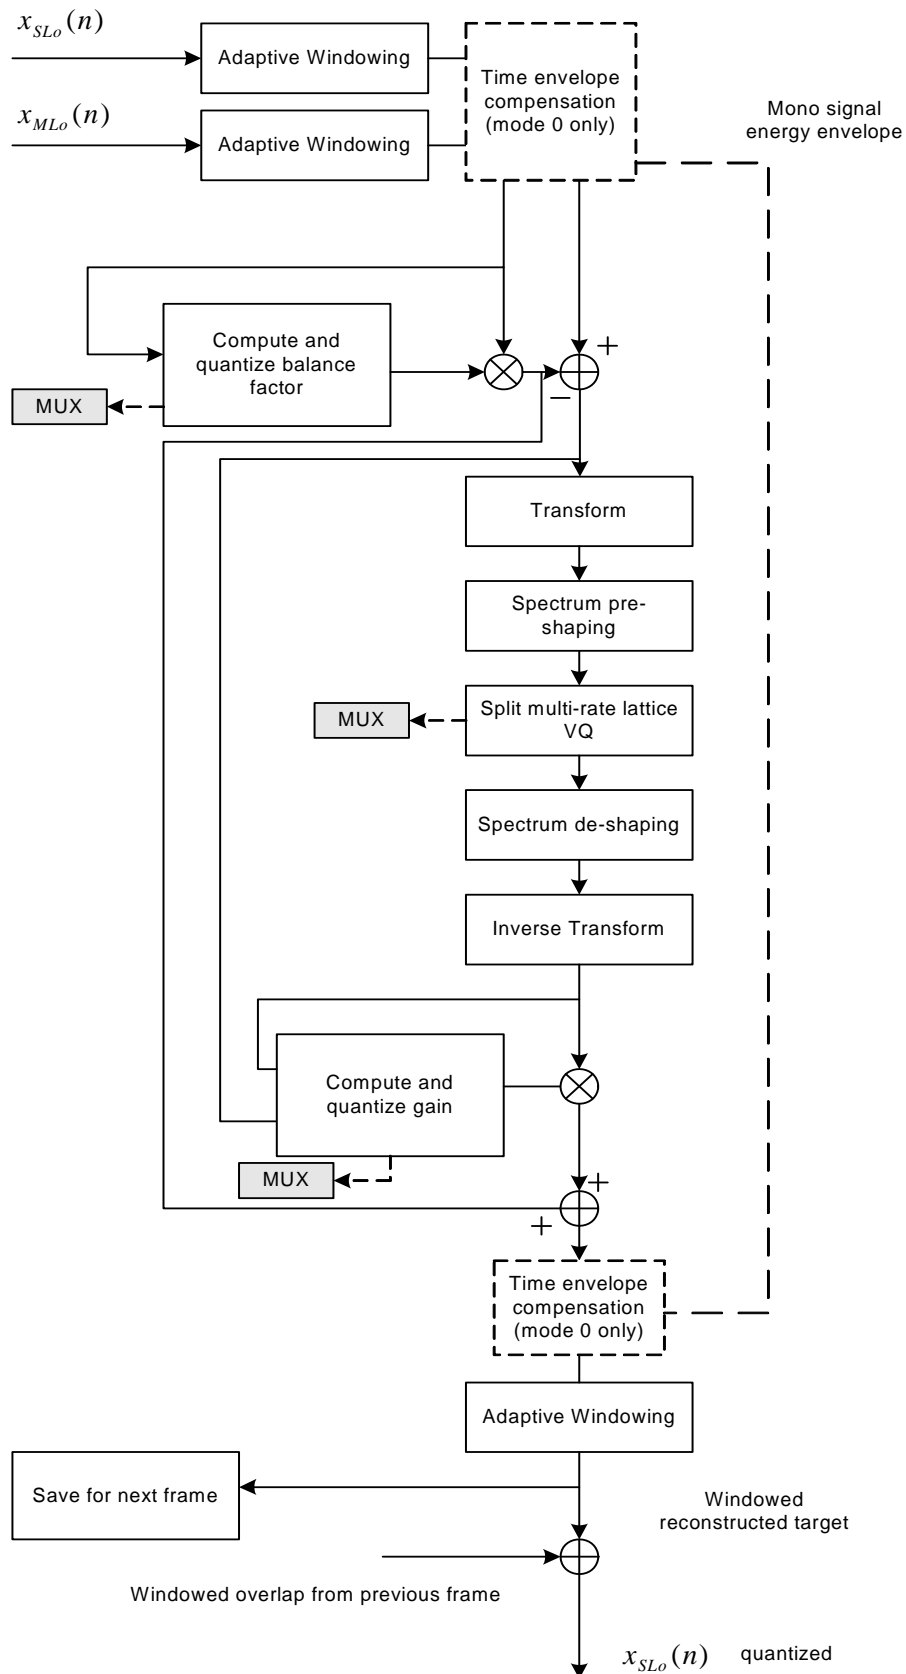 x_SLo(n)
Adaptive Windowing
Time envelope
compensation
(mode 0 only)
x_MLo(n)
Adaptive Windowing
Mono signal
energy envelope
Compute and
quantize balance
factor
+
−
MUX
Transform
Spectrum pre-
shaping
Split multi-rate lattice
VQ
MUX
Spectrum de-shaping
Inverse Transform
Compute and
quantize gain
MUX
+
+
Time envelope
compensation
(mode 0 only)
Adaptive Windowing
Save for next frame
Windowed
reconstructed target
Windowed overlap from previous frame
x_SLo(n) quantized